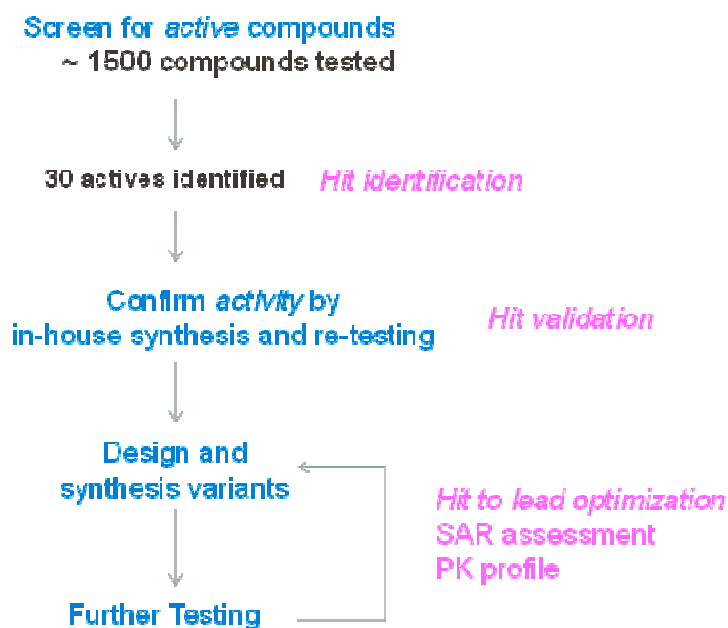 Screen for active compounds
~ 1500 compounds tested
30 actives identified
Hit identification
Confirm activity by
in-house synthesis and re-testing
Hit validation
Design and
synthesis variants
Hit to lead optimization
SAR assessment
PK profile
Further Testing